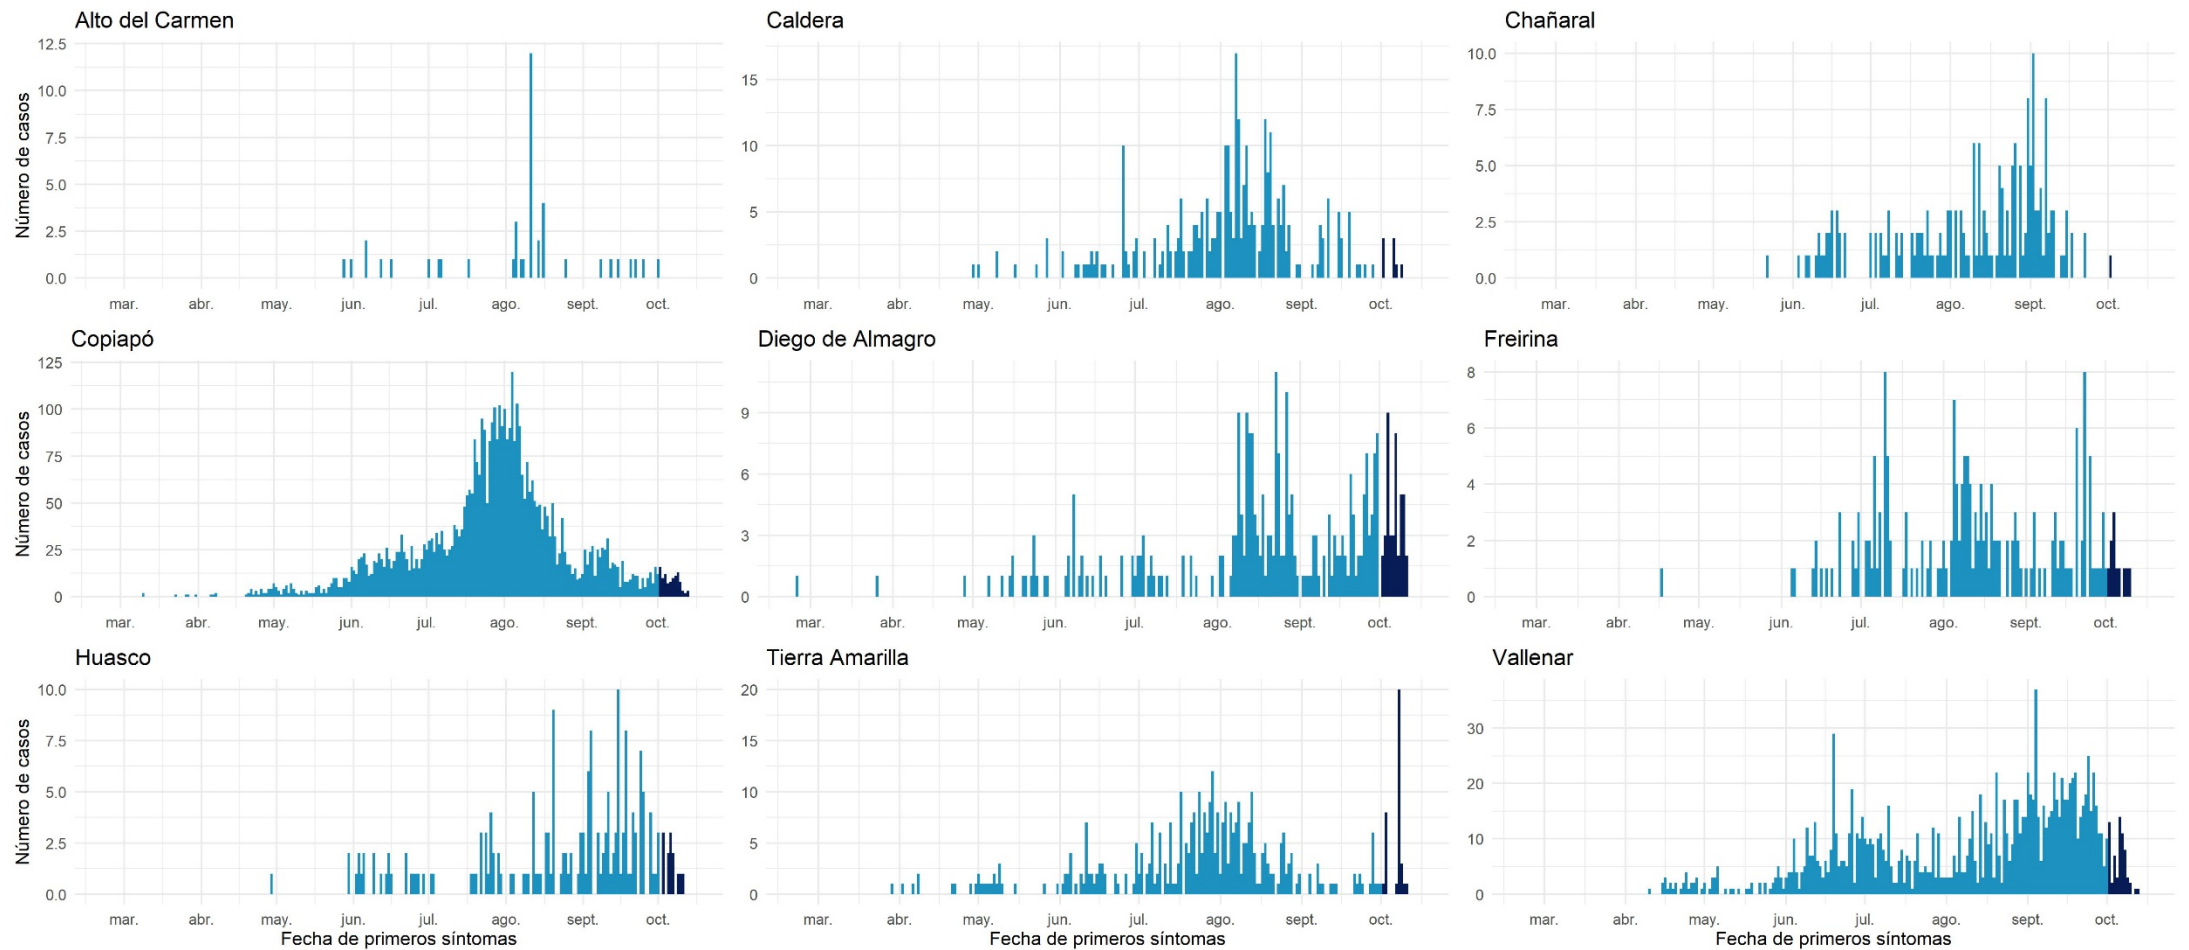 Alto del Carmen
Caldera
Chañaral
Número de casos
12.5
10.0
7.5
5.0
2.5
0.0
mar. abr. may. jun. jul. ago. sept. oct.
15
10
5
0
mar. abr. may. jun. jul. ago. sept. oct.
10.0
7.5
5.0
2.5
0.0
mar. abr. may. jun. jul. ago. sept. oct.
Copiapó
Diego de Almagro
Freirina
Número de casos
125
100
75
50
25
0
mar. abr. may. jun. jul. ago. sept. oct.
9
6
3
0
mar. abr. may. jun. jul. ago. sept. oct.
8
6
4
2
0
mar. abr. may. jun. jul. ago. sept. oct.
Huasco
Tierra Amarilla
Vallenar
Número de casos
10.0
7.5
5.0
2.5
0.0
mar. abr. may. jun. jul. ago. sept. oct.
Fecha de primeros síntomas
20
15
10
5
0
mar. abr. may. jun. jul. ago. sept. oct.
Fecha de primeros síntomas
30
20
10
0
mar. abr. may. jun. jul. ago. sept. oct.
Fecha de primeros síntomas